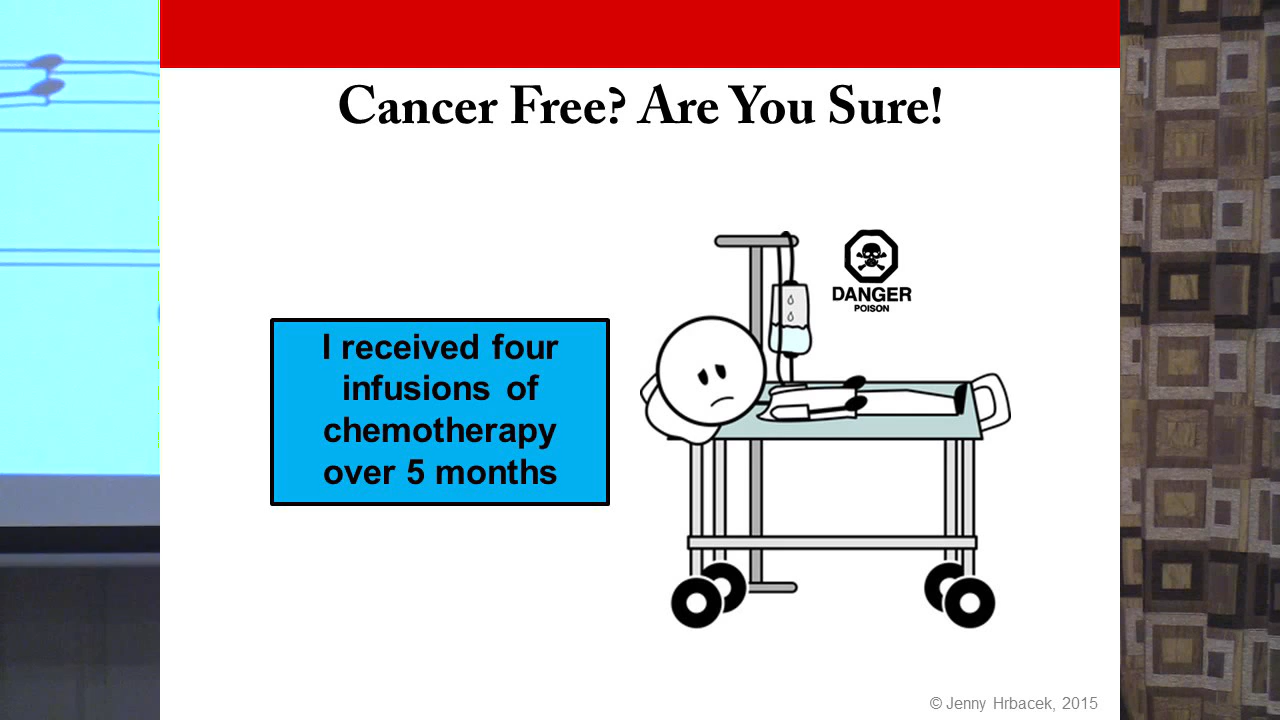 Cancer Free? Are You Sure!
DANGER
POISON
I received four
infusions of
chemotherapy
over 5 months
© Jenny Hrbacek, 2015